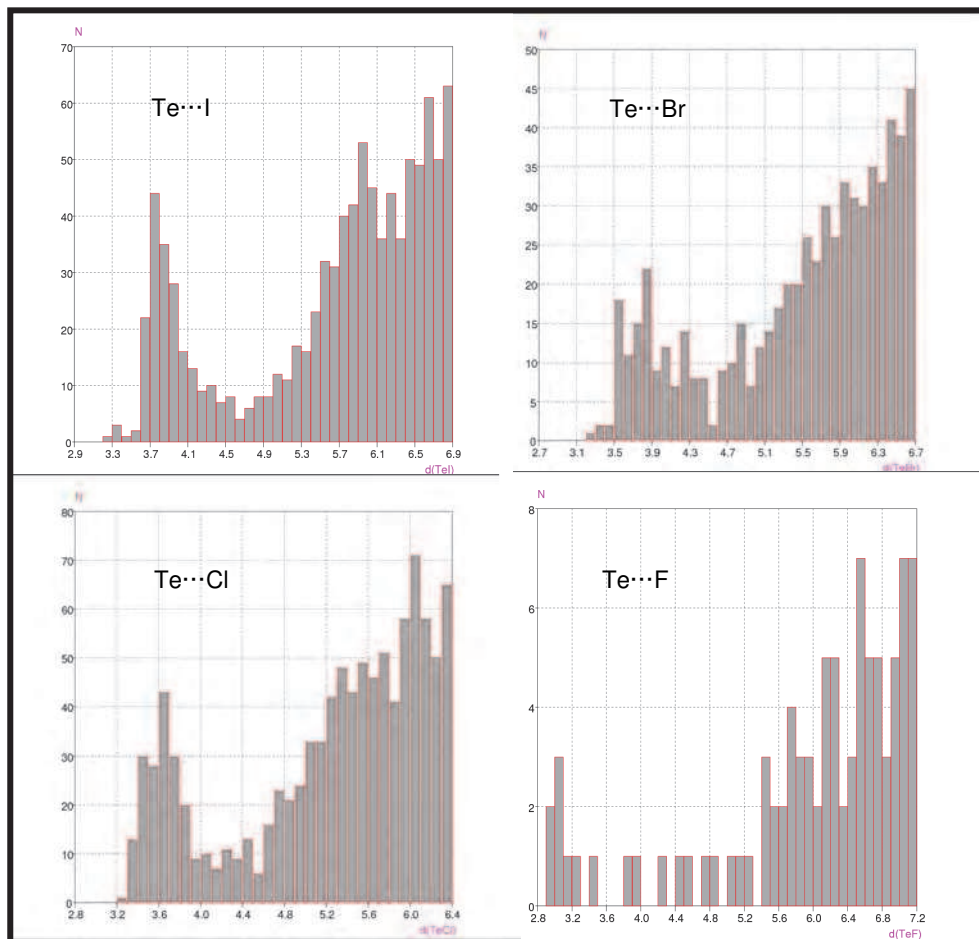 N
70
60
50
40
30
20
10
0
Te···I
2.9 3.3 3.7 4.1 4.5 4.9 5.3 5.7 6.1 6.5 6.9
d(TeI)
N
50
45
40
35
30
25
20
15
10
5
0
Te···Br
2.7 3.1 3.5 3.9 4.3 4.7 5.1 5.5 5.9 6.3 6.7
d(TeBr)
N
80
70
60
50
40
30
20
10
0
Te···Cl
2.8 3.2 3.6 4.0 4.4 4.8 5.2 5.6 6.0 6.4
d(TeCl)
N
8
6
4
2
0
Te···F
2.8 3.2 3.6 4.0 4.4 4.8 5.2 5.6 6.0 6.4 6.8 7.2
d(TeF)